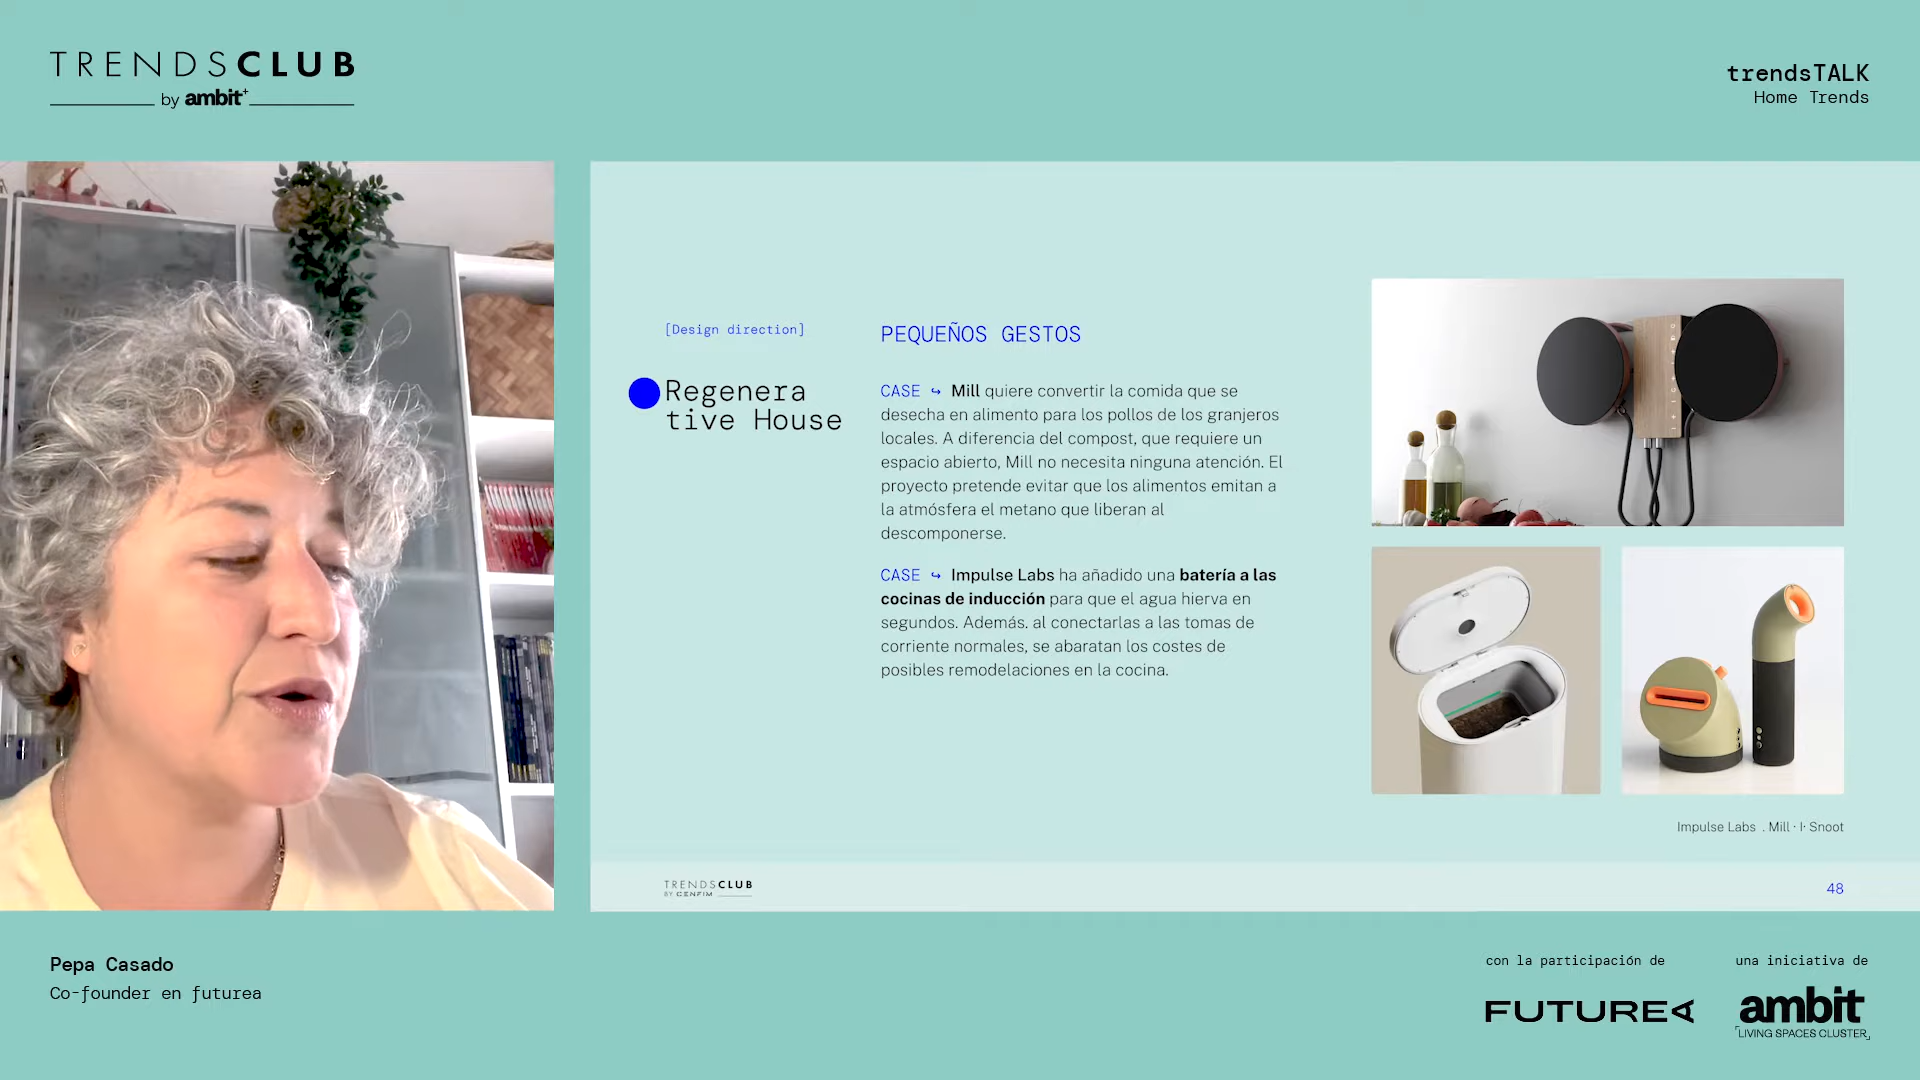 TRENDSCLUB
by ambit+
trendsTALK
Home Trends
[Design direction]
Regenera
tive House
PEQUEÑOS GESTOS
CASE ↪ Mill quiere convertir la comida que se
desecha en alimento para los pollos de los granjeros
locales. A diferencia del compost, que requiere un
espacio abierto, Mill no necesita ninguna atención. El
proyecto pretende evitar que los alimentos emitan a
la atmósfera el metano que liberan al
descomponerse.
CASE ↪ Impulse Labs ha añadido una batería a las
cocinas de inducción para que el agua hierva en
segundos. Además. al conectarlas a las tomas de
corriente normales, se abaratan los costes de
posibles remodelaciones en la cocina.
Impulse Labs . Mill · I· Snoot
TRENDSCLUB
BY CENFIM
48
Pepa Casado
Co-founder en futurea
con la participación de
FUTUREA
una iniciativa de
ambit
LIVING SPACES CLUSTER